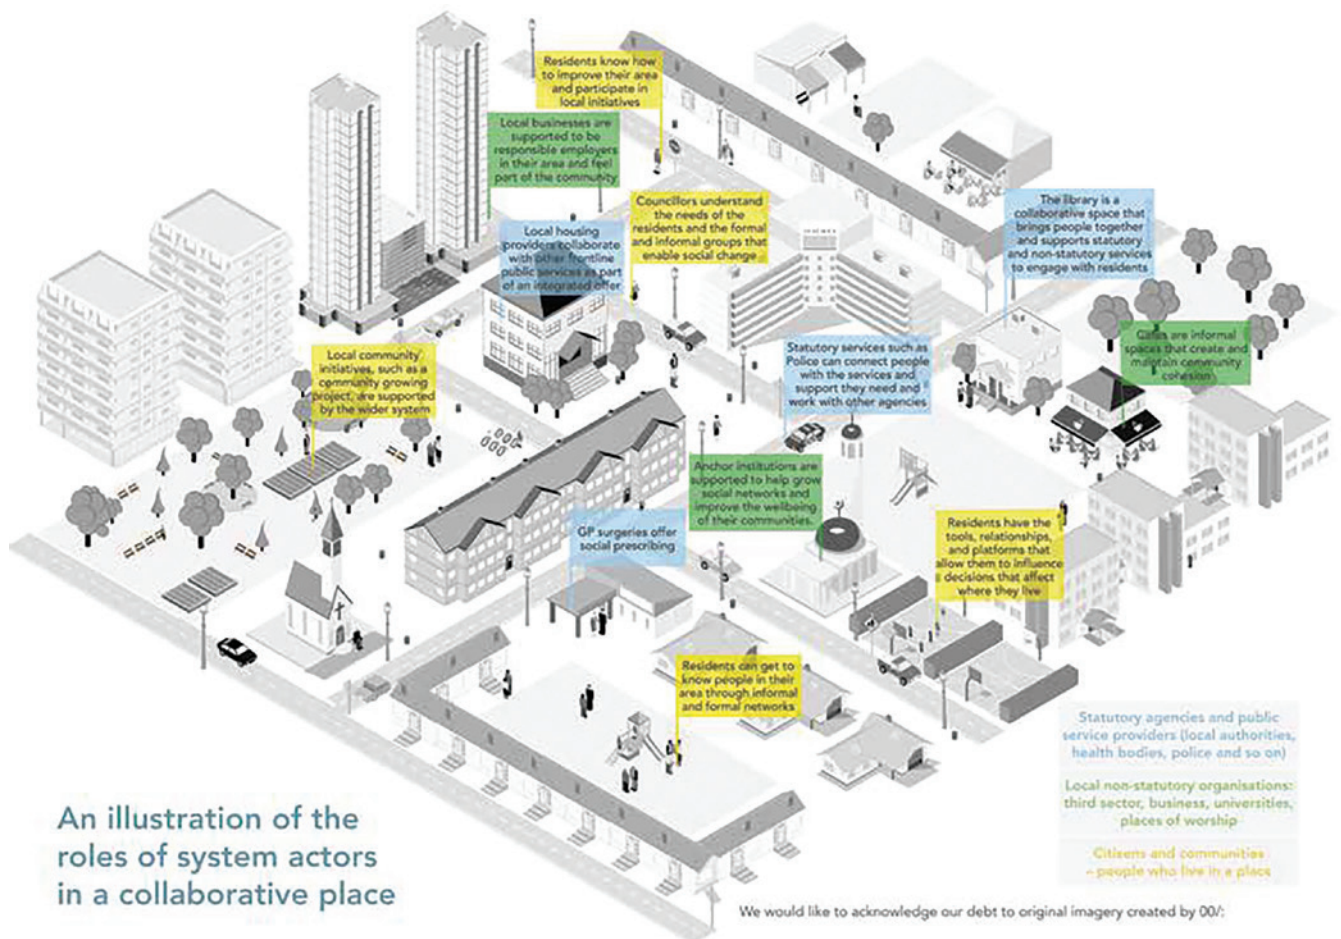 Residents know how
to improve their area
and participate in
local initiatives
Local businesses are
supported to be
responsible employers
in their area and feel
part of the community
Councillors understand
the needs of the
residents and the formal
and informal groups that
enable social change
The library is a
collaborative space that
brings people together
and supports statutory
and non-statutory services
to engage with residents
Local housing
providers collaborate
with other frontline
public services as part
of an integrated offer
Cafes are informal
spaces that create and
maintain community
cohesion
Statutory services such as
Police can connect people
with the services and
support they need and
work with other agencies
Local community
initiatives, such as a
community growing
project, are supported
by the wider system
Anchor institutions are
supported to help grow
social networks and
improve the wellbeing
of their communities.
GP surgeries offer
social prescribing
Residents have the
tools, relationships,
and platforms that
allow them to influence
decisions that affect
where they live
Residents can get to
know people in their
area through informal
and formal networks
Statutory agencies and public
service providers (local authorities,
health bodies, police and so on)
Local non-statutory organisations:
third sector, business, universities,
places of worship
Citizens and communities
– people who live in a place
An illustration of the
roles of system actors
in a collaborative place
We would like to acknowledge our debt to original imagery created by 00/: